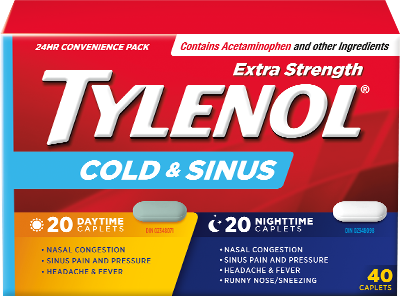 24HR CONVENIENCE PACK
Contains Acetaminophen and other Ingredients
Extra Strength
TYLENOL®
COLD & SINUS
20 DAYTIME
CAPLETS
• NASAL CONGESTION
• SINUS PAIN AND PRESSURE
• HEADACHE & FEVER
20 NIGHTTIME
CAPLETS
• NASAL CONGESTION
• SINUS PAIN AND PRESSURE
• HEADACHE & FEVER
• RUNNY NOSE/SNEEZING
40
CAPLETS